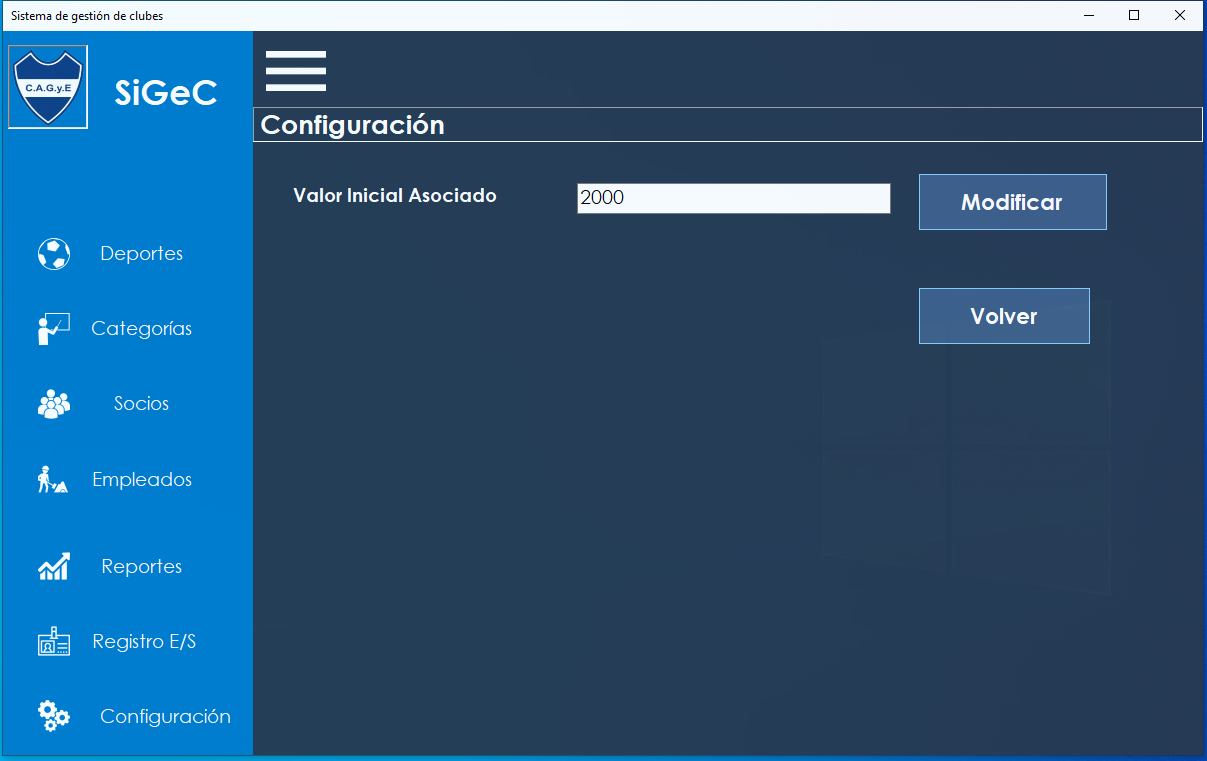 Sistema de gestión de clubes
C.A.G.y.E
SiGeC
Configuración
Valor Inicial Asociado
2000
Modificar
Volver
Deportes
Categorías
Socios
Empleados
Reportes
Registro E/S
Configuración